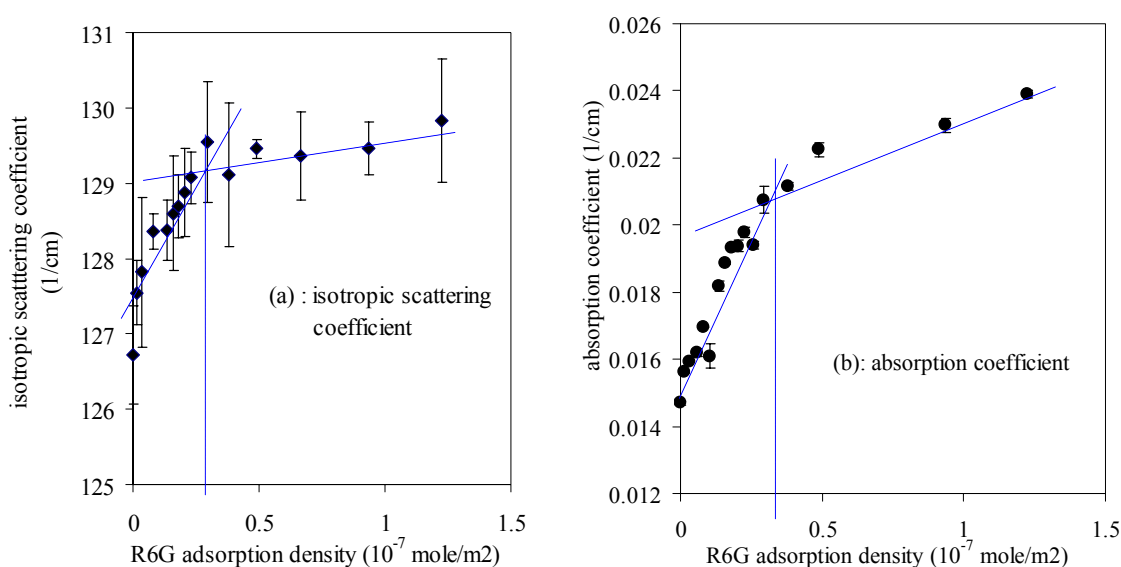 131
130
129
128
127
126
125
0
0.5
1
1.5
isotropic scattering coefficient
(1/cm)
(a) : isotropic scattering
coefficient
R6G adsorption density (10-7 mole/m2)
0.026
0.024
0.022
0.02
0.018
0.016
0.014
0.012
0
0.5
1
1.5
absorption coefficient (1/cm)
(b): absorption coefficient
R6G adsorption density (10-7 mole/m2)